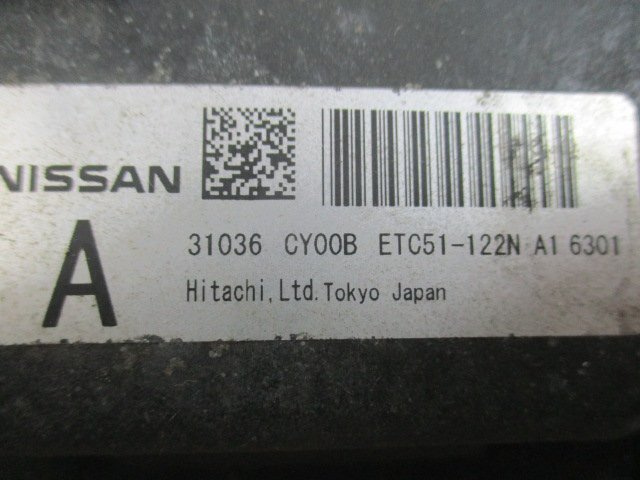 NISSAN
A
31036 CY00B ETC51-122N A1 6301
Hitachi, Ltd. Tokyo Japan